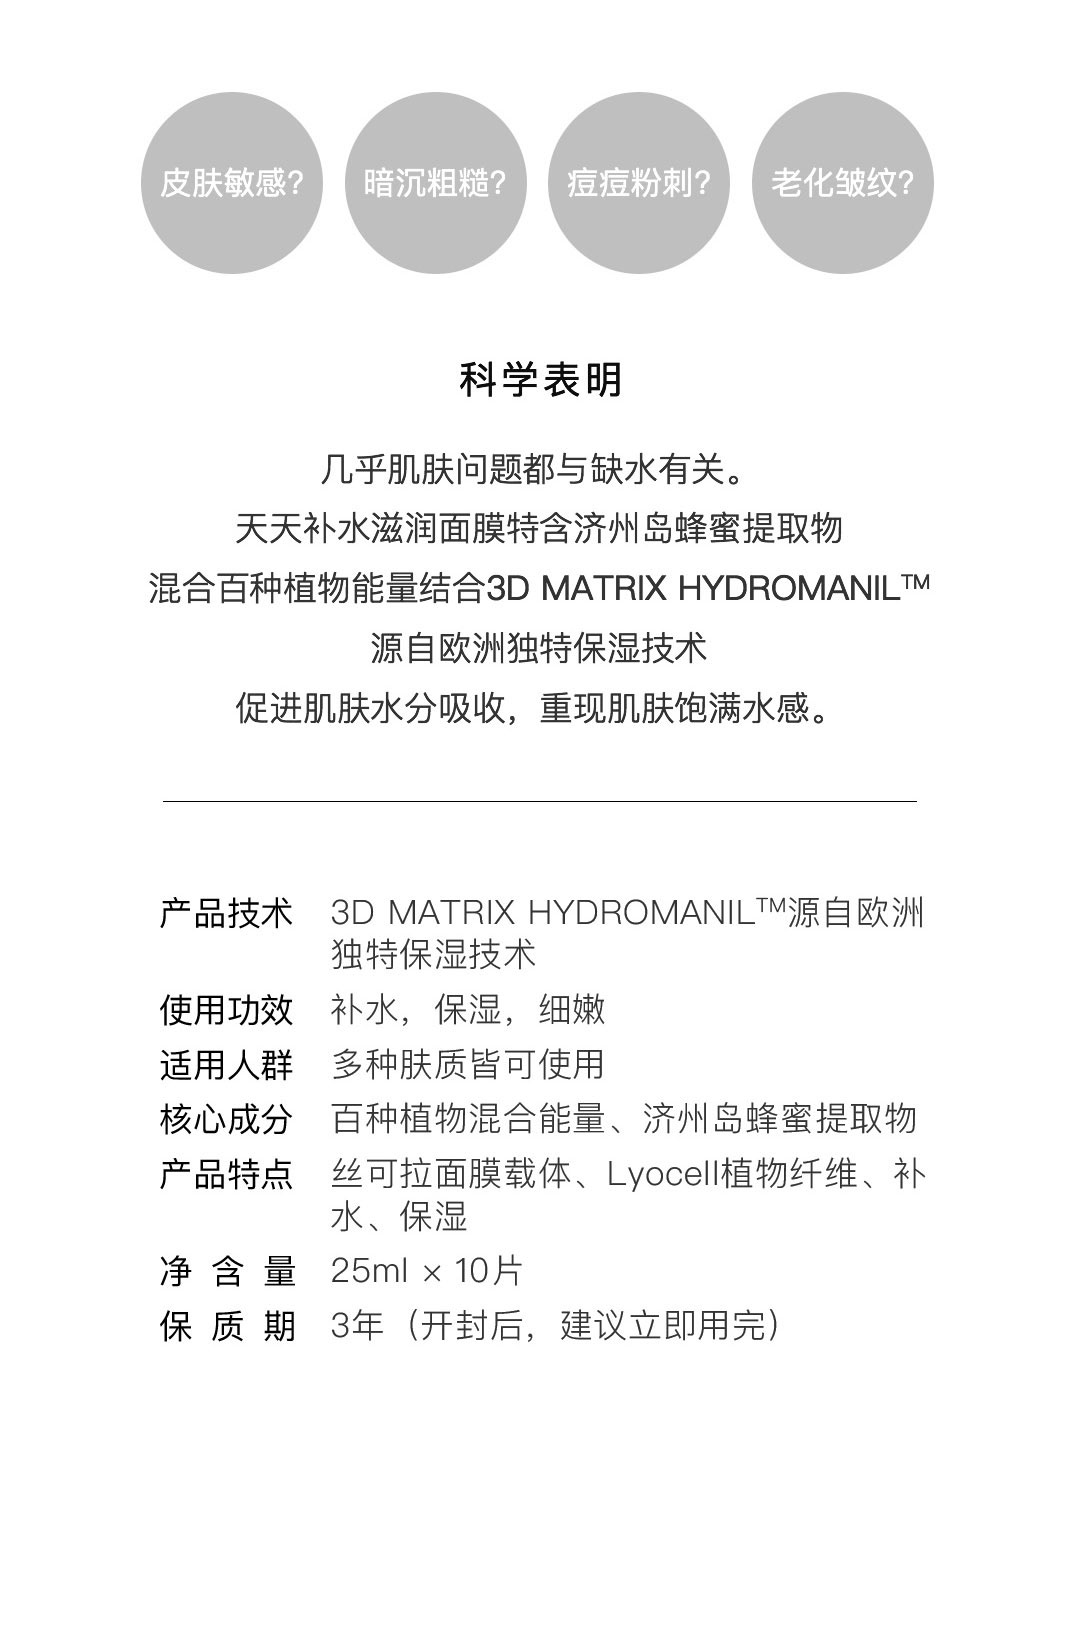 皮肤敏感?
暗沉粗糙?
痘痘粉刺?
老化皱纹?
科学表明
几乎肌肤问题都与缺水有关。
天天补水滋润面膜特含济州岛蜂蜜提取物
混合百种植物能量结合3D MATRIX HYDROMANIL™
源自欧洲独特保湿技术
促进肌肤水分吸收，重现肌肤饱满水感。
产品技术 3D MATRIX HYDROMANIL™源自欧洲
独特保湿技术
使用功效 补水，保湿，细嫩
适用人群 多种肤质皆可使用
核心成分 百种植物混合能量、济州岛蜂蜜提取物
产品特点 丝可拉面膜载体、Lyocell植物纤维、补
水、保湿
净含量 25ml × 10片
保质期 3年（开封后，建议立即用完）